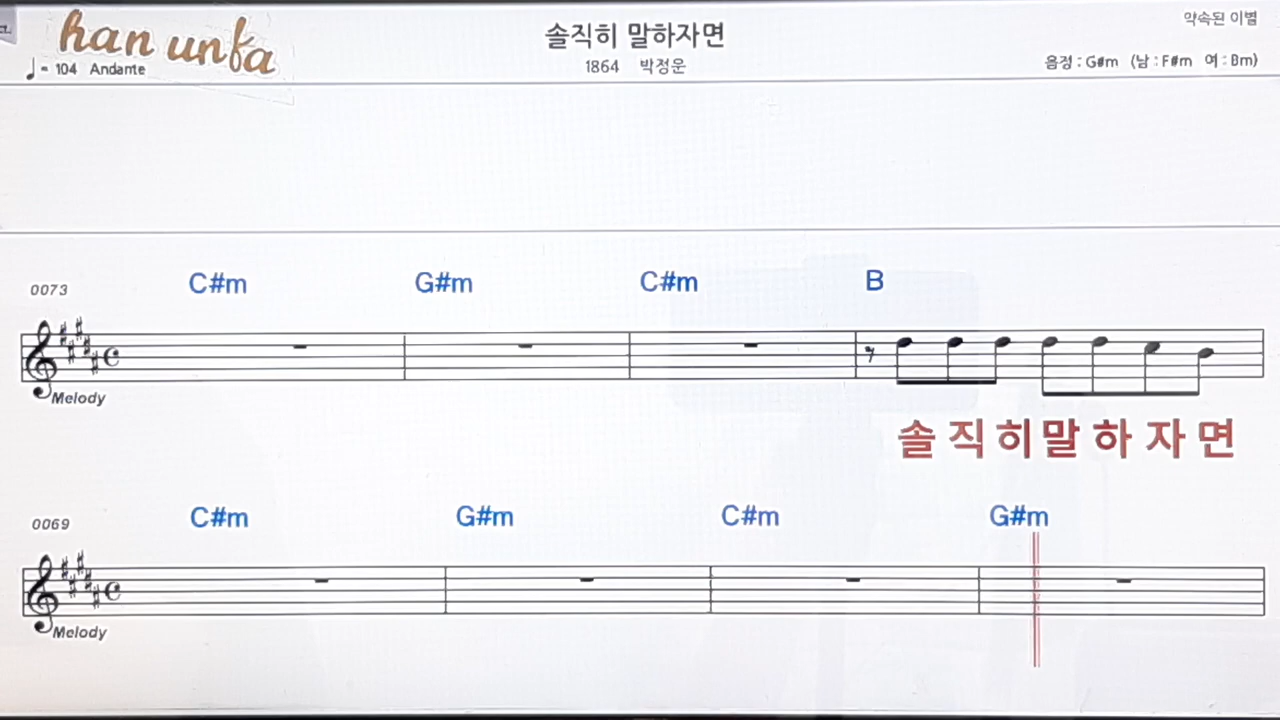 han unfa
솔직히 말하자면
약속된 이별
♩= 104 Andante
1864 박정운
음정 : G#m (남 : F#m 여 : Bm)
0073 C#m G#m C#m B
Melody
솔 직 히 말 하 자 면
0069 C#m G#m C#m G#m
Melody